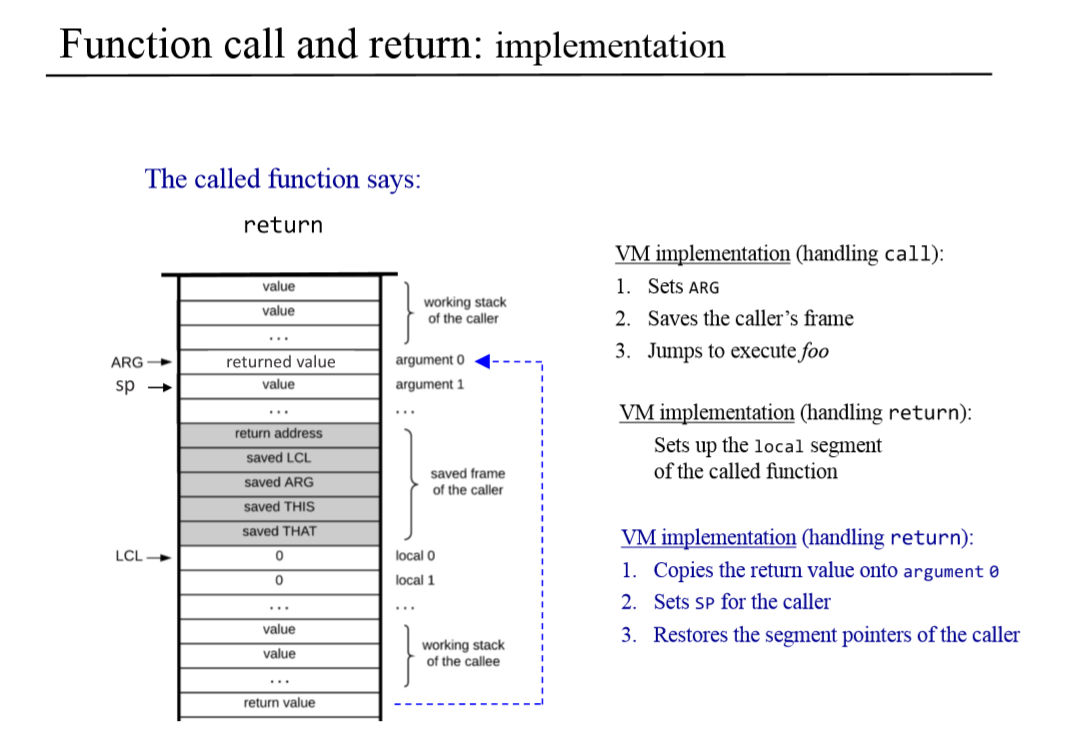 Function call and return: implementation
The called function says:
return
value
value
...
ARG
returned value
sp
value
...
return address
saved LCL
saved ARG
saved THIS
saved THAT
LCL
0
0
...
value
value
...
return value
working stack
of the caller
argument 0
argument 1
...
saved frame
of the caller
local 0
local 1
...
working stack
of the callee
VM implementation (handling call):
1. Sets ARG
2. Saves the caller’s frame
3. Jumps to execute foo
VM implementation (handling return):
Sets up the local segment
of the called function
VM implementation (handling return):
1. Copies the return value onto argument 0
2. Sets SP for the caller
3. Restores the segment pointers of the caller